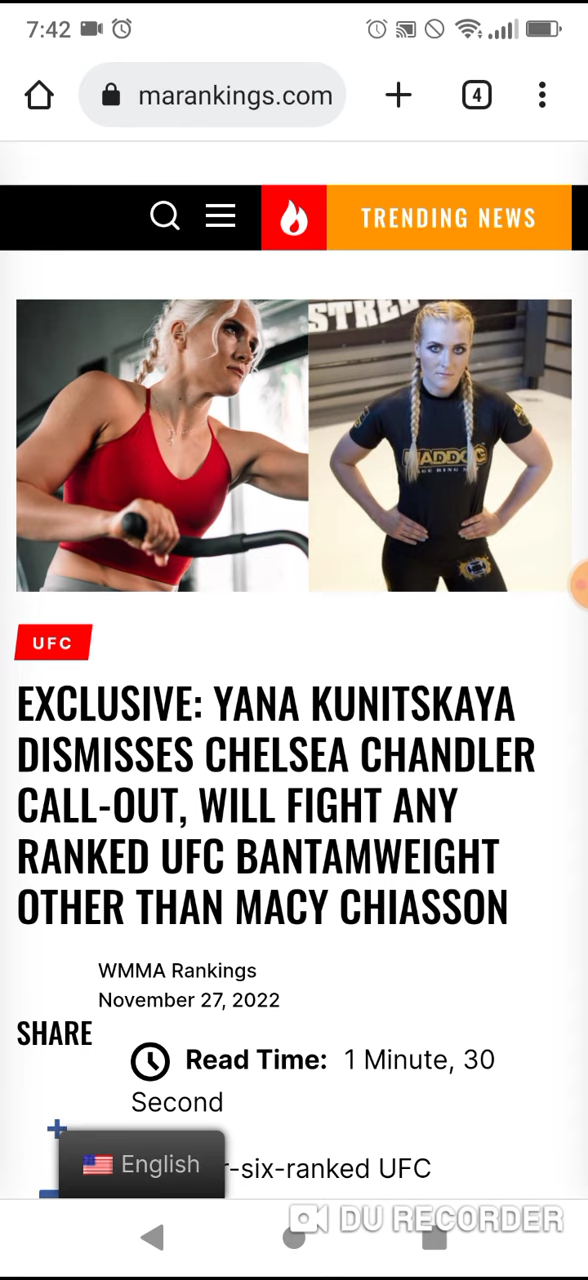 7:42
marankings.com
4
TRENDING NEWS
STRED
MADDOG
UFC
EXCLUSIVE: YANA KUNITSKAYA
DISMISSES CHELSEA CHANDLER
CALL-OUT, WILL FIGHT ANY
RANKED UFC BANTAMWEIGHT
OTHER THAN MACY CHIASSON
WMMA Rankings
November 27, 2022
SHARE
Read Time: 1 Minute, 30
Second
English
r-six-ranked UFC
DU RECORDER